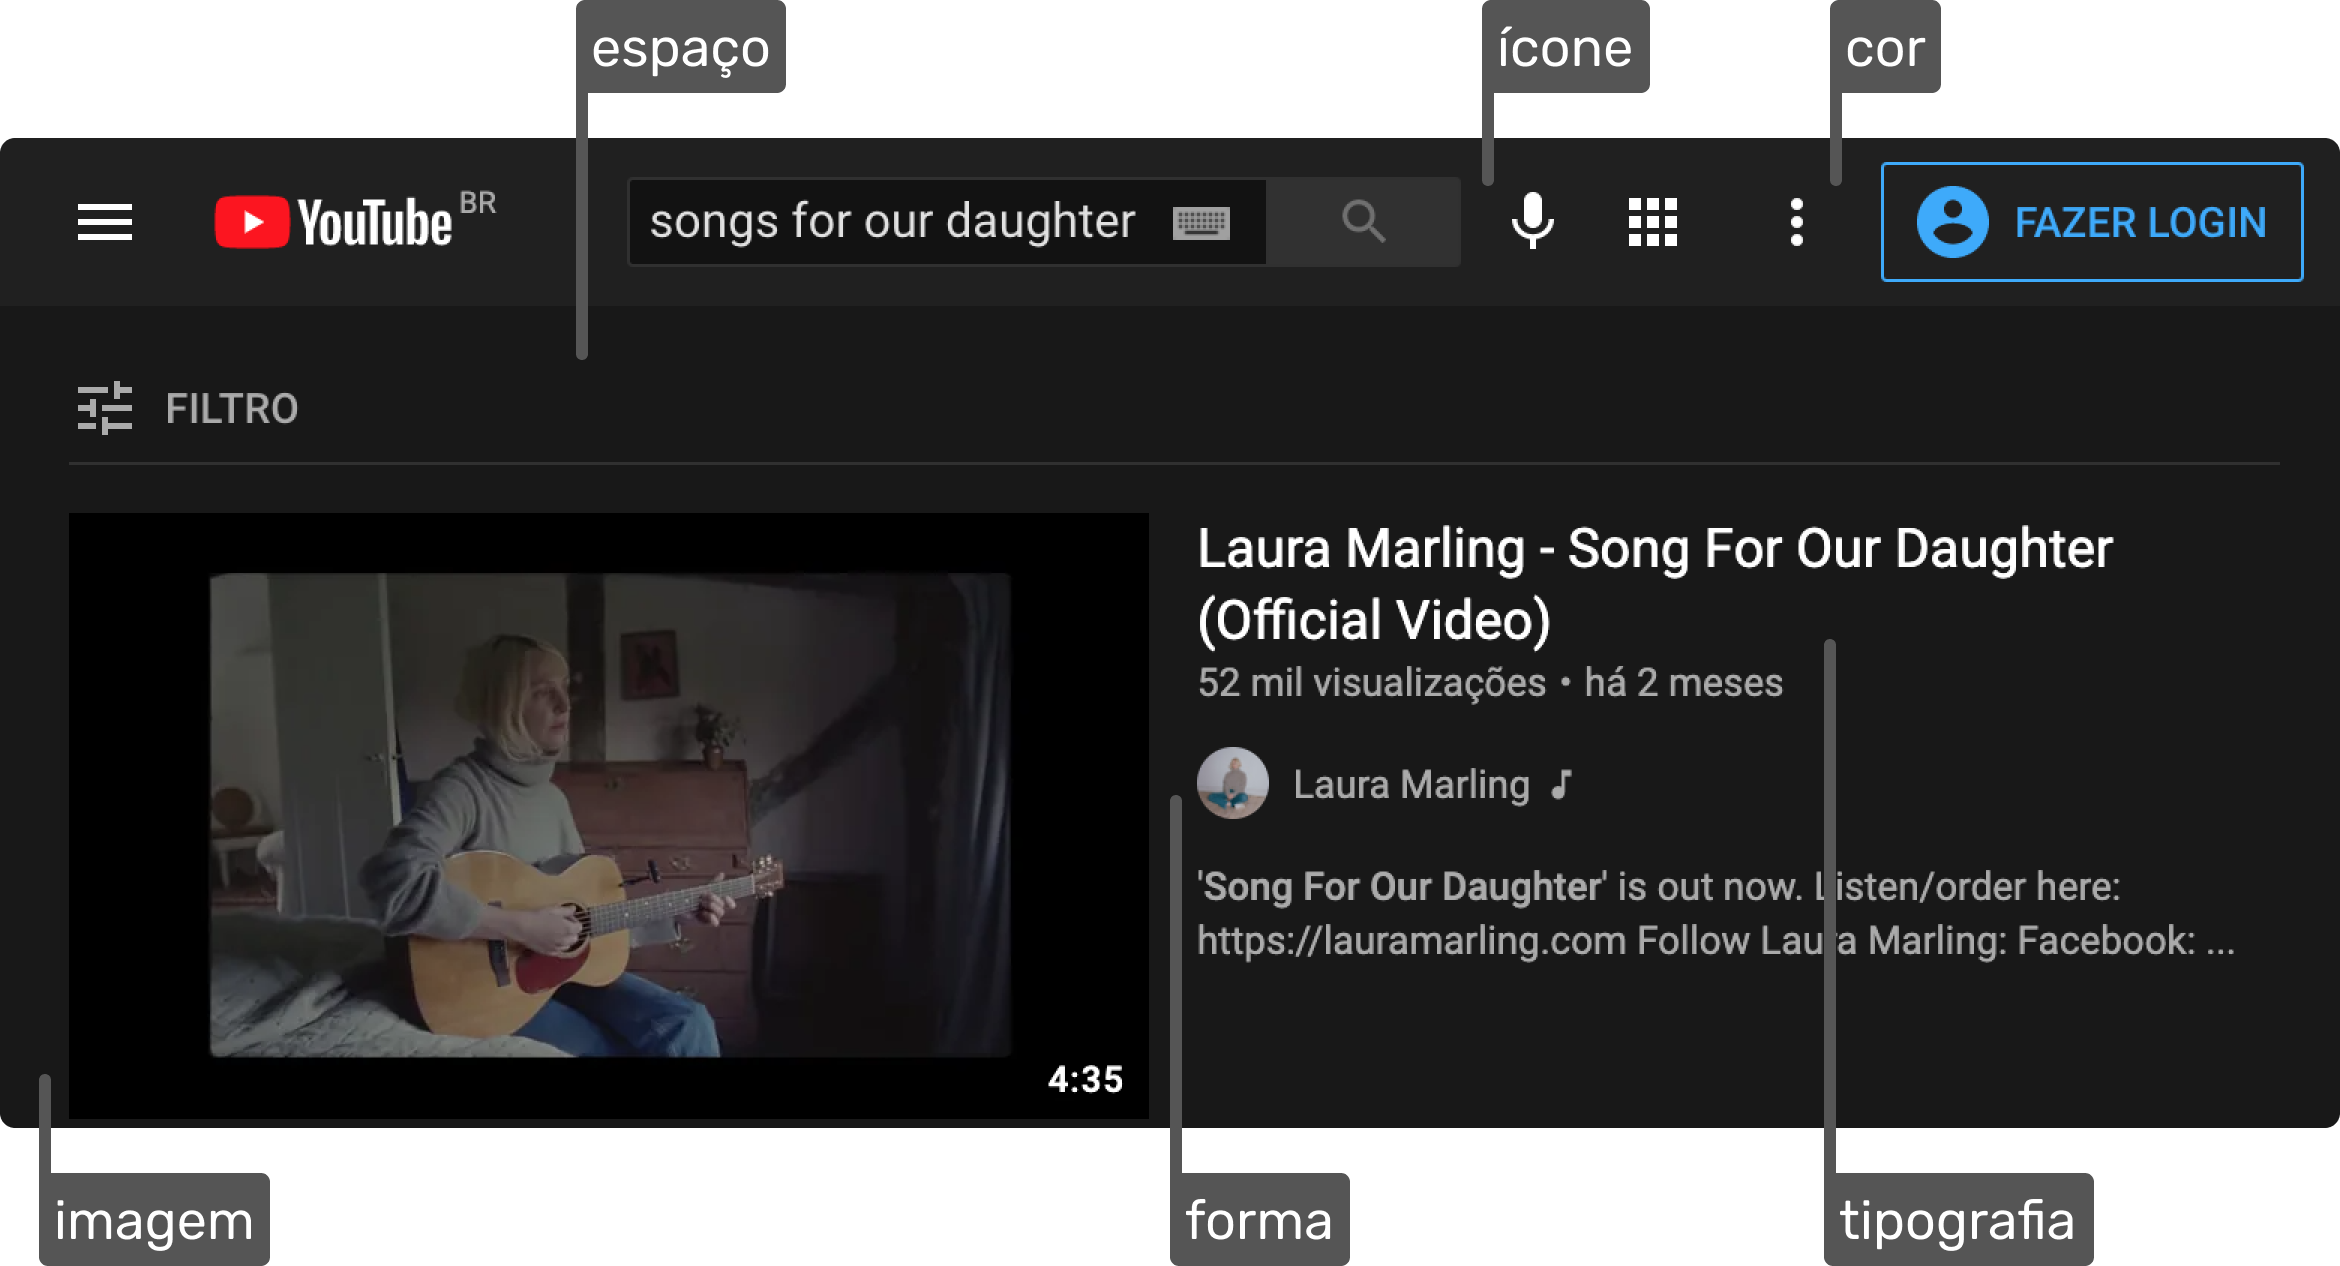 espaço
ícone
cor
YouTube BR
songs for our daughter
FAZER LOGIN
FILTRO
Laura Marling - Song For Our Daughter
(Official Video)
52 mil visualizações • há 2 meses
Laura Marling
'Song For Our Daughter' is out now. Listen/order here:
https://lauramarling.com Follow Laura Marling: Facebook: ...
4:35
imagem
forma
tipografia